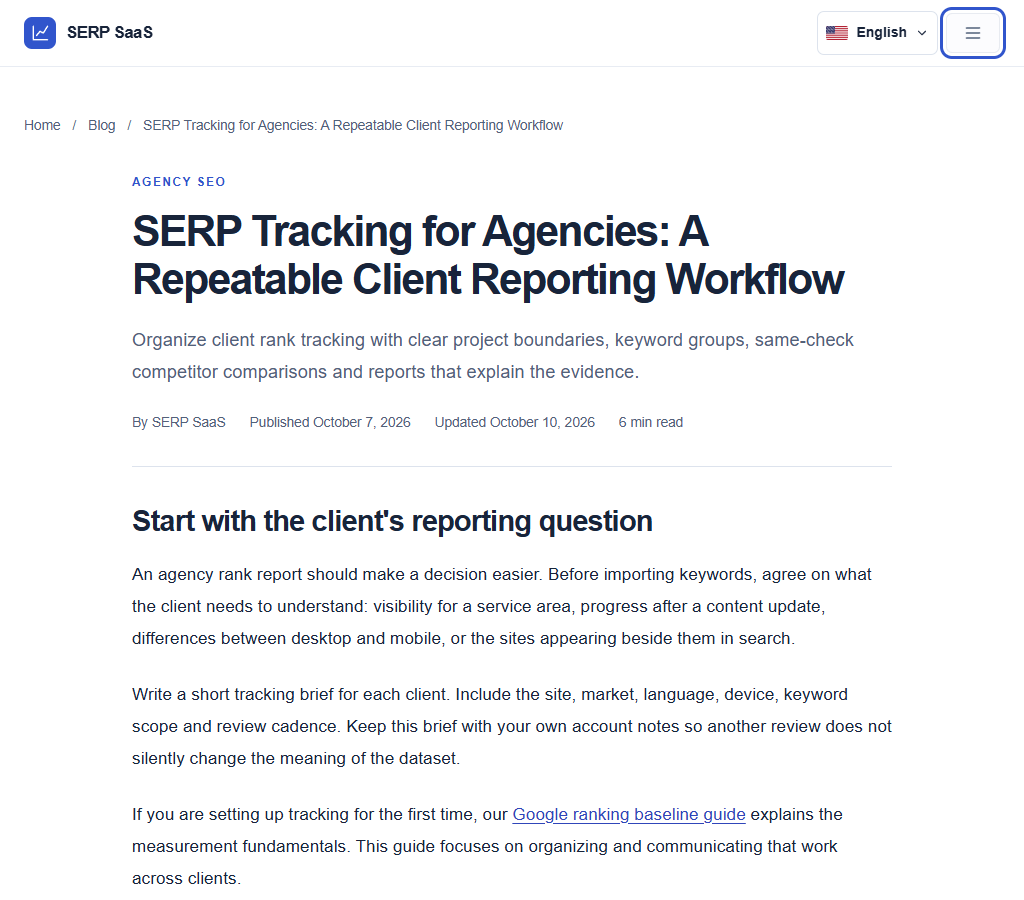 SERP SaaS
English
Home / Blog / SERP Tracking for Agencies: A Repeatable Client Reporting Workflow
AGENCY SEO
SERP Tracking for Agencies: A
Repeatable Client Reporting Workflow
Organize client rank tracking with clear project boundaries, keyword groups, same-check
competitor comparisons and reports that explain the evidence.
By SERP SaaS Published October 7, 2026 Updated October 10, 2026 6 min read
Start with the client's reporting question
An agency rank report should make a decision easier. Before importing keywords, agree on what
the client needs to understand: visibility for a service area, progress after a content update,
differences between desktop and mobile, or the sites appearing beside them in search.
Write a short tracking brief for each client. Include the site, market, language, device, keyword
scope and review cadence. Keep this brief with your own account notes so another review does not
silently change the meaning of the dataset.
If you are setting up tracking for the first time, our Google ranking baseline guide explains the
measurement fundamentals. This guide focuses on organizing and communicating that work
across clients.